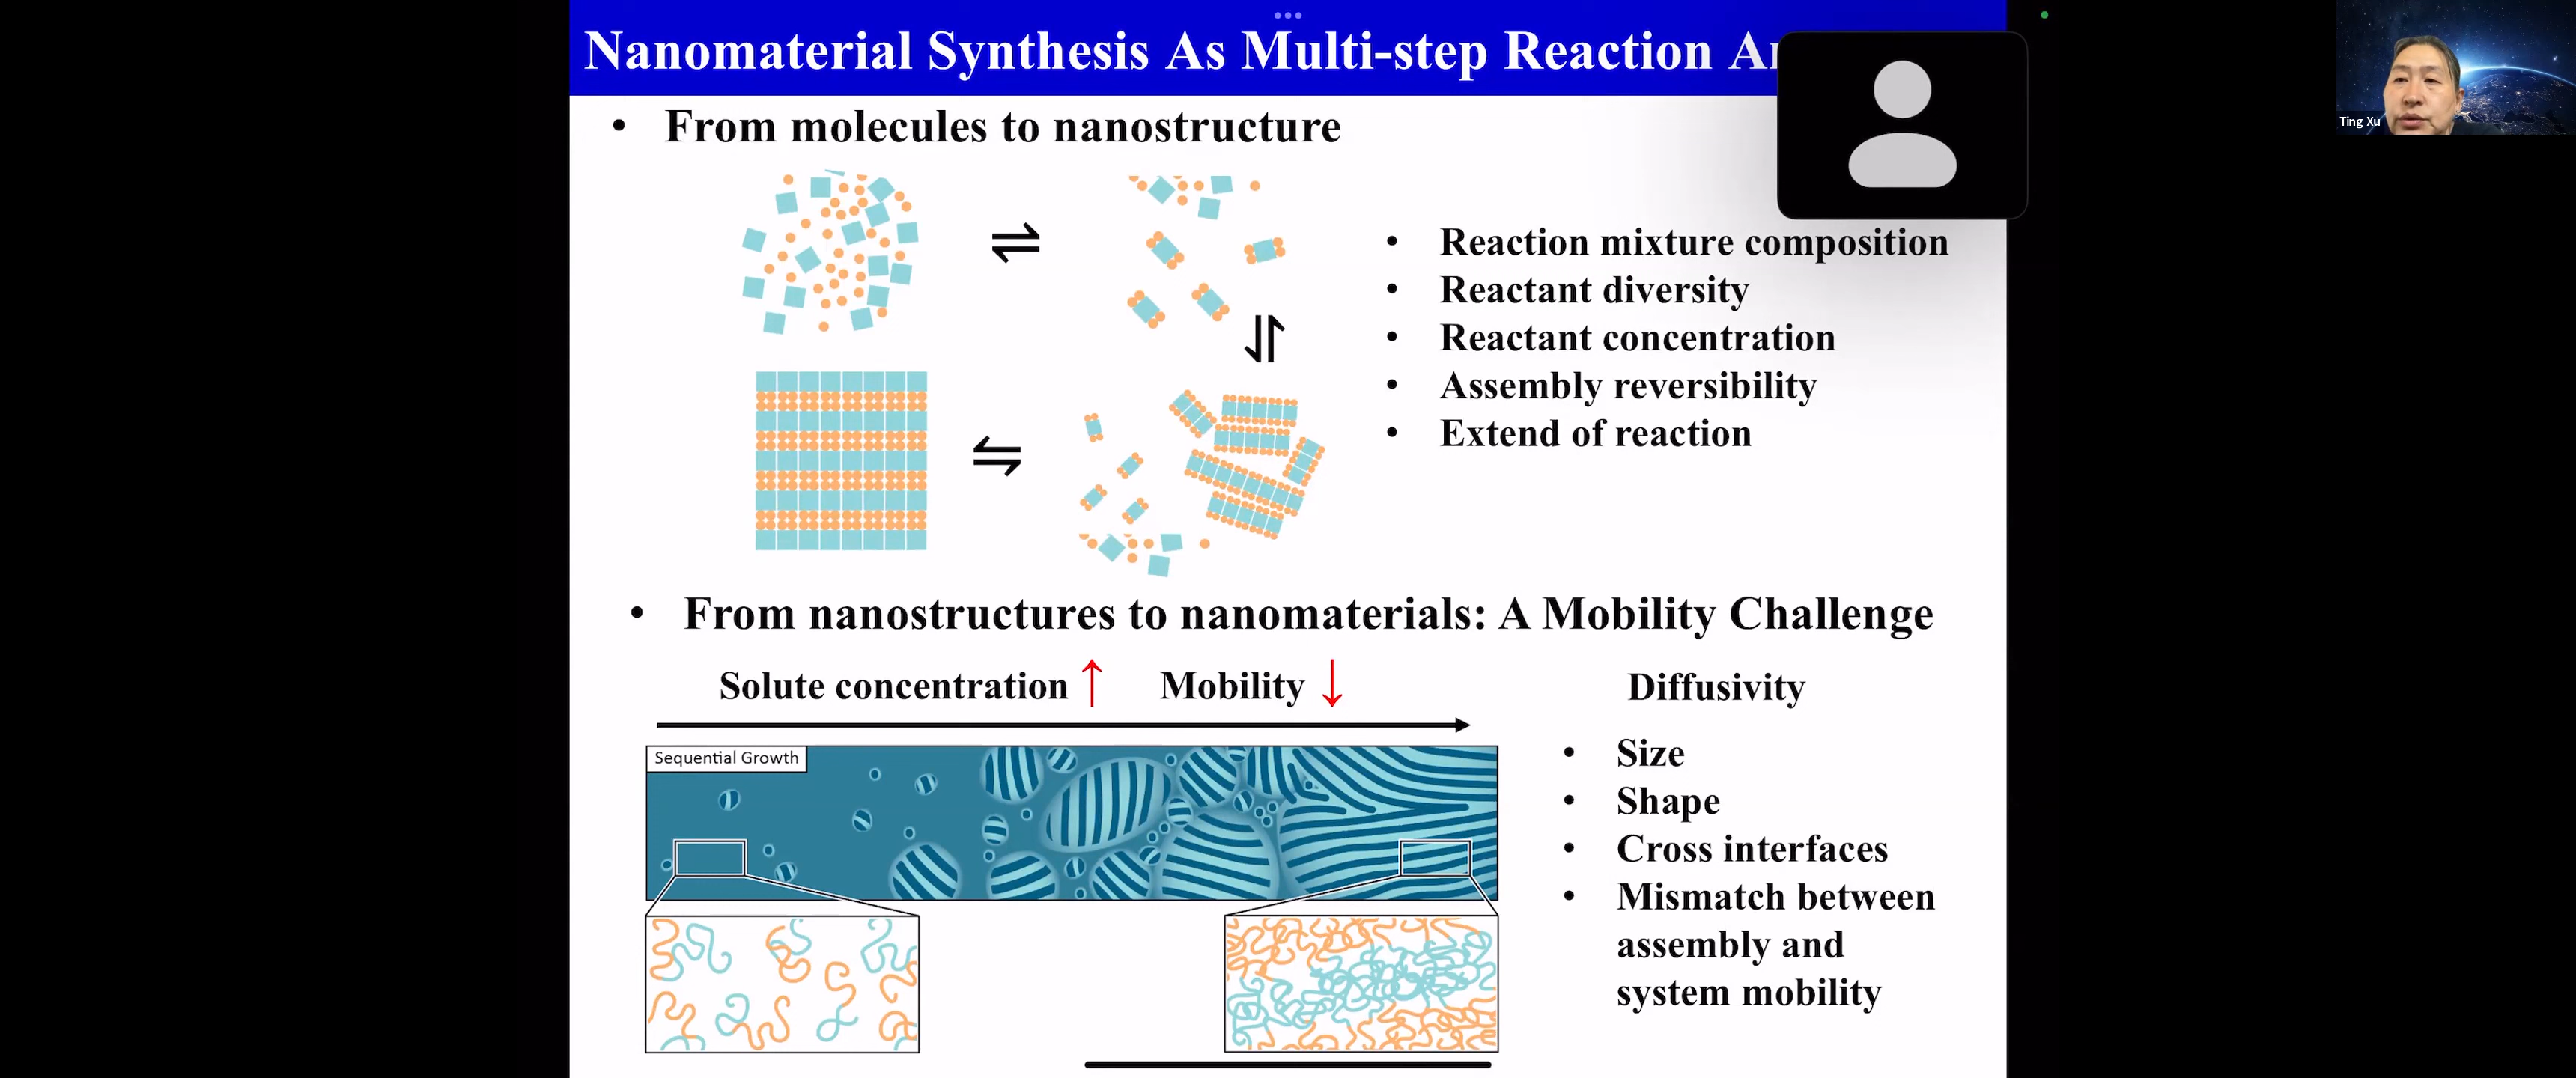 Nanomaterial Synthesis As Multi-step Reaction
• From molecules to nanostructure
• Reaction mixture composition
• Reactant diversity
• Reactant concentration
• Assembly reversibility
• Extend of reaction
• From nanostructures to nanomaterials: A Mobility Challenge
Solute concentration ↑ Mobility ↓
Diffusivity
Sequential Growth
• Size
• Shape
• Cross interfaces
• Mismatch between
assembly and
system mobility
Ting Xu